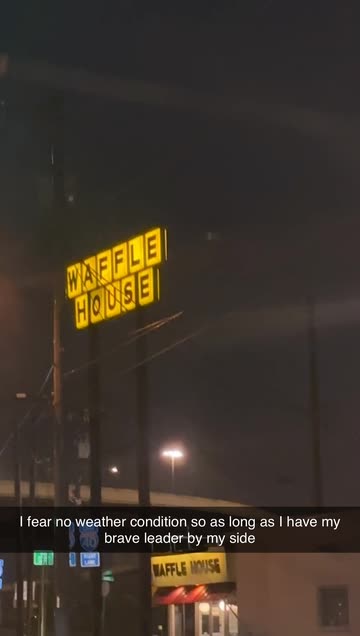 WAFFLE
HOUSE
I fear no weather condition so as long as I have my
brave leader by my side
WAFFLE HOUSE